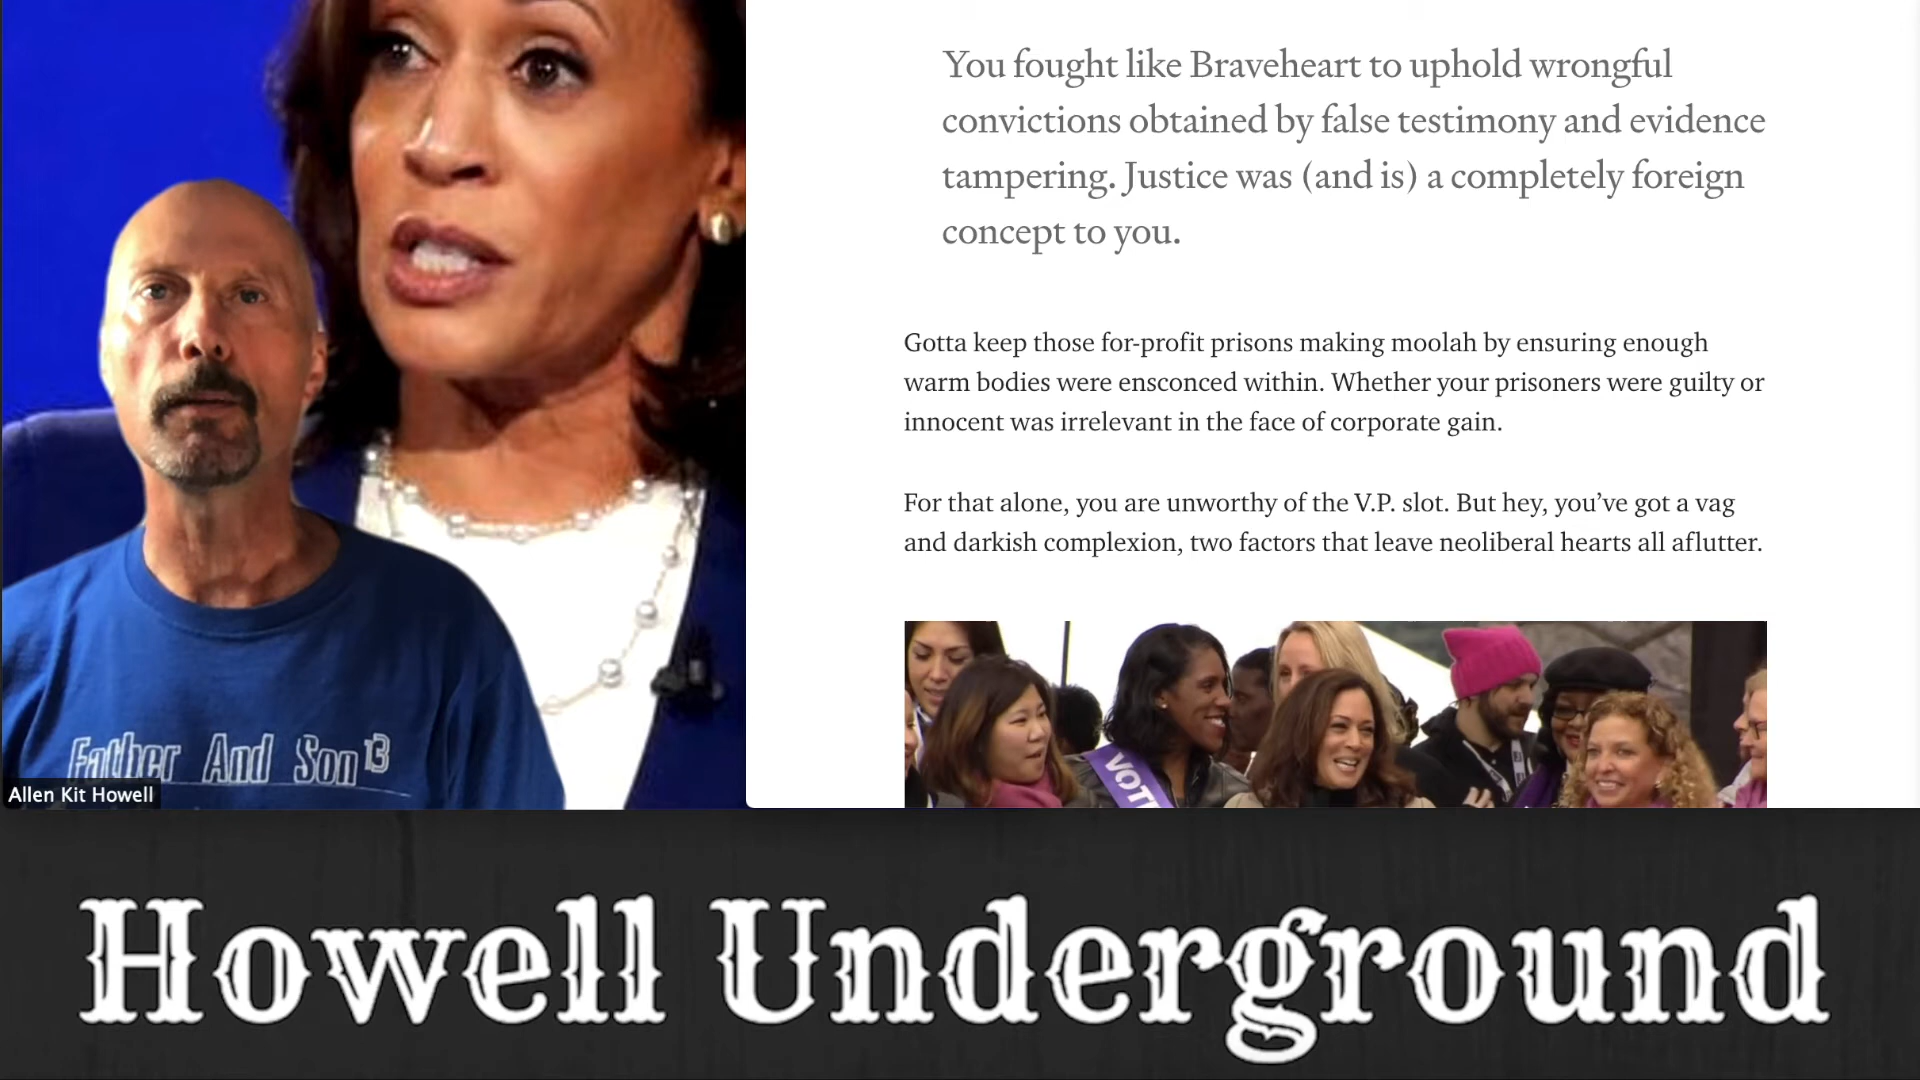 You fought like Braveheart to uphold wrongful
convictions obtained by false testimony and evidence
tampering. Justice was (and is) a completely foreign
concept to you.
Gotta keep those for-profit prisons making moolah by ensuring enough
warm bodies were ensconced within. Whether your prisoners were guilty or
innocent was irrelevant in the face of corporate gain.
For that alone, you are unworthy of the V.P. slot. But hey, you’ve got a vag
and darkish complexion, two factors that leave neoliberal hearts all aflutter.
VOT
Father And Son 13
Allen Kit Howell
Howell Underground